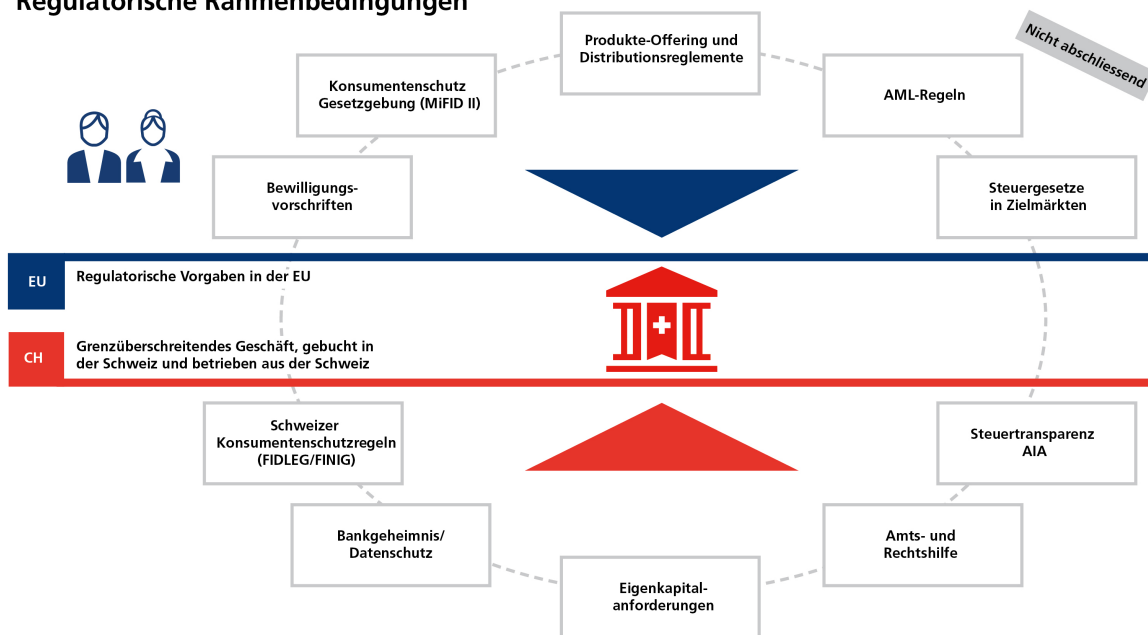 Regulatorische Rahmenbedingungen
Nicht abschliessend
Produkte-Offering und
Distributionsreglemente
Konsumentenschutz
Gesetzgebung (MiFID II)
AML-Regeln
Bewilligungs-
vorschriften
Steuergesetze
in Zielmärkten
EU
Regulatorische Vorgaben in der EU
CH
Grenzüberschreitendes Geschäft, gebucht in
der Schweiz und betrieben aus der Schweiz
Schweizer
Konsumentenschutzregeln
(FIDLEG/FINIG)
Steuertransparenz
AIA
Bankgeheimnis/
Datenschutz
Amts- und
Rechtshilfe
Eigenkapital-
anforderungen